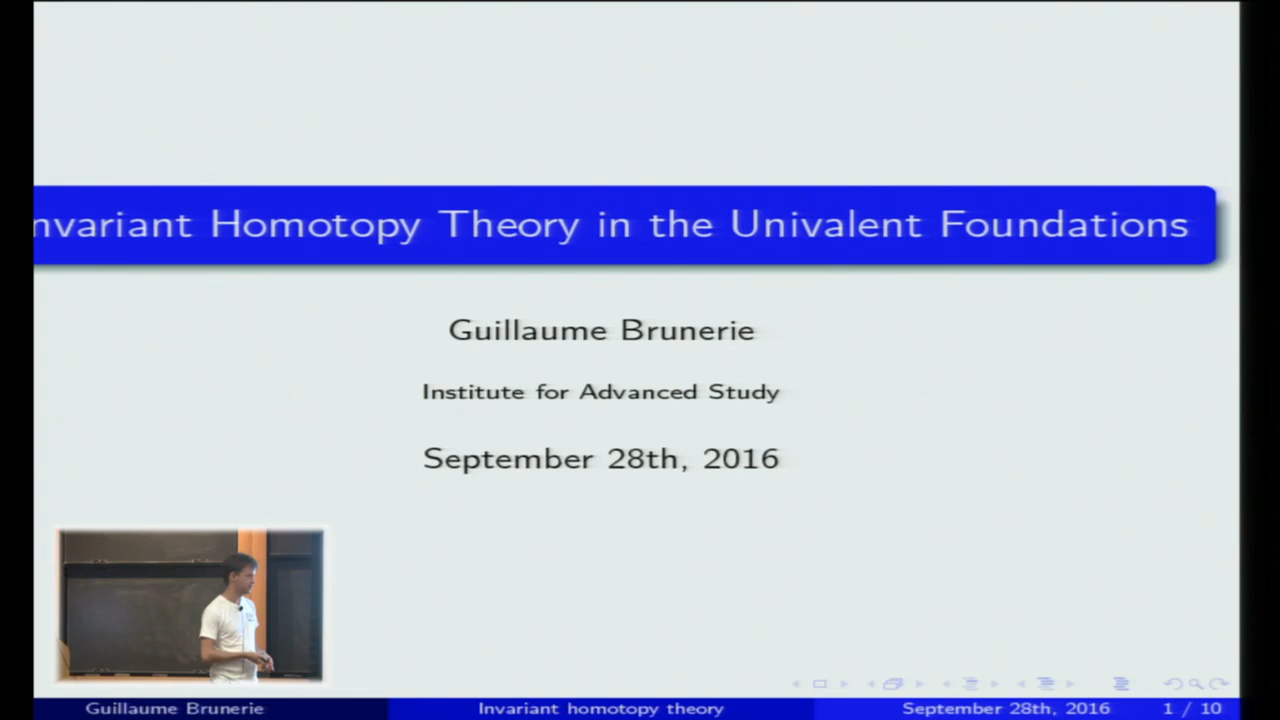 nvariant Homotopy Theory in the Univalent Foundations
Guillaume Brunerie
Institute for Advanced Study
September 28th, 2016
Guillaume Brunerie Invariant homotopy theory September 28th, 2016 1 / 10